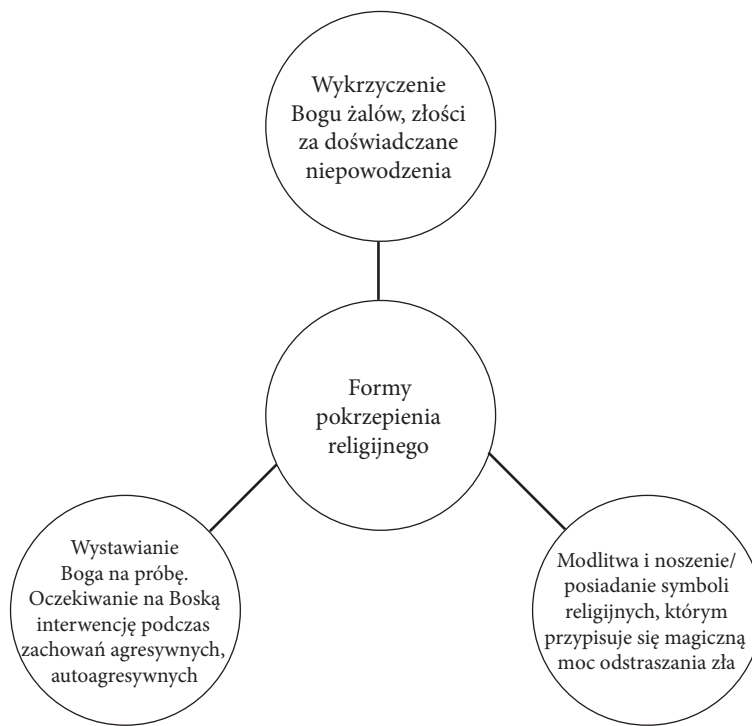 Wykrzyczenie
Bogu żalów, złości
za doświadczane
niepowodzenia
Formy
pokrzepienia
religijnego
Wystawianie
Boga na próbę.
Oczekiwanie na Boską
interwencję podczas
zachowań agresywnych,
autoagresywnych
Modlitwa i noszenie/
posiadanie symboli
religijnych, którym
przypisuje się magiczną
moc odstraszania zła